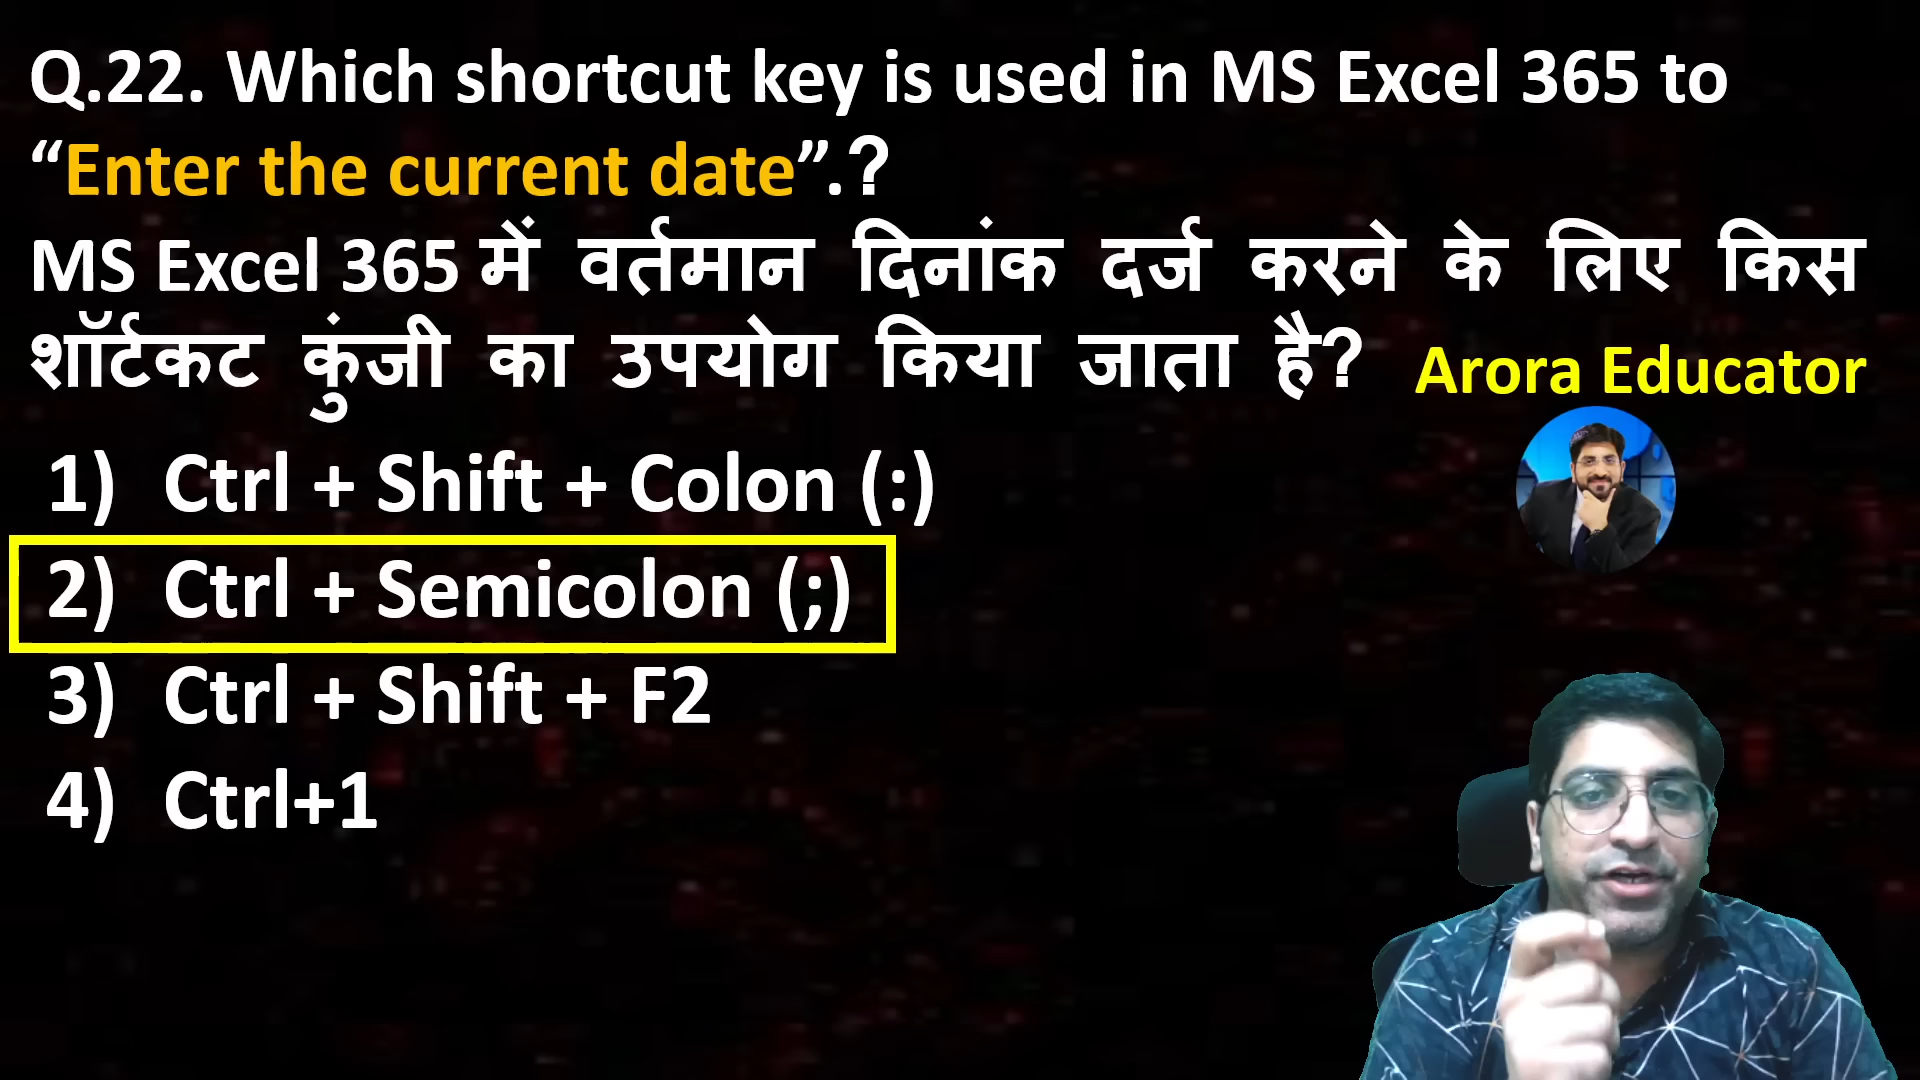 Q.22. Which shortcut key is used in MS Excel 365 to
“Enter the current date”.?
MS Excel 365 में वर्तमान दिनांक दर्ज करने के लिए किस
शॉर्टकट कुंजी का उपयोग किया जाता है?
Arora Educator
1) Ctrl + Shift + Colon (:)
2) Ctrl + Semicolon (;)
3) Ctrl + Shift + F2
4) Ctrl+1